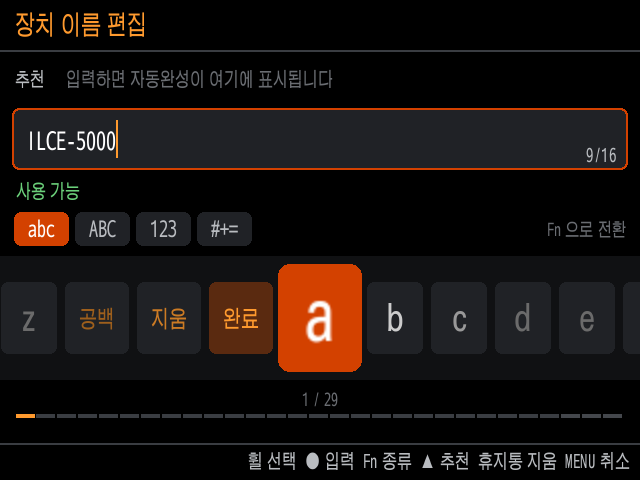 장치 이름 편집
추천 입력하면 자동완성이 여기에 표시됩니다
ILCE-5000
9/16
사용 가능
abc ABC 123 #+= Fn 으로 전환
z 공백 지움 완료 a b c d e
1 / 29
휠 선택 ● 입력 Fn 종류 ▲ 추천 휴지통 지움 MENU 취소